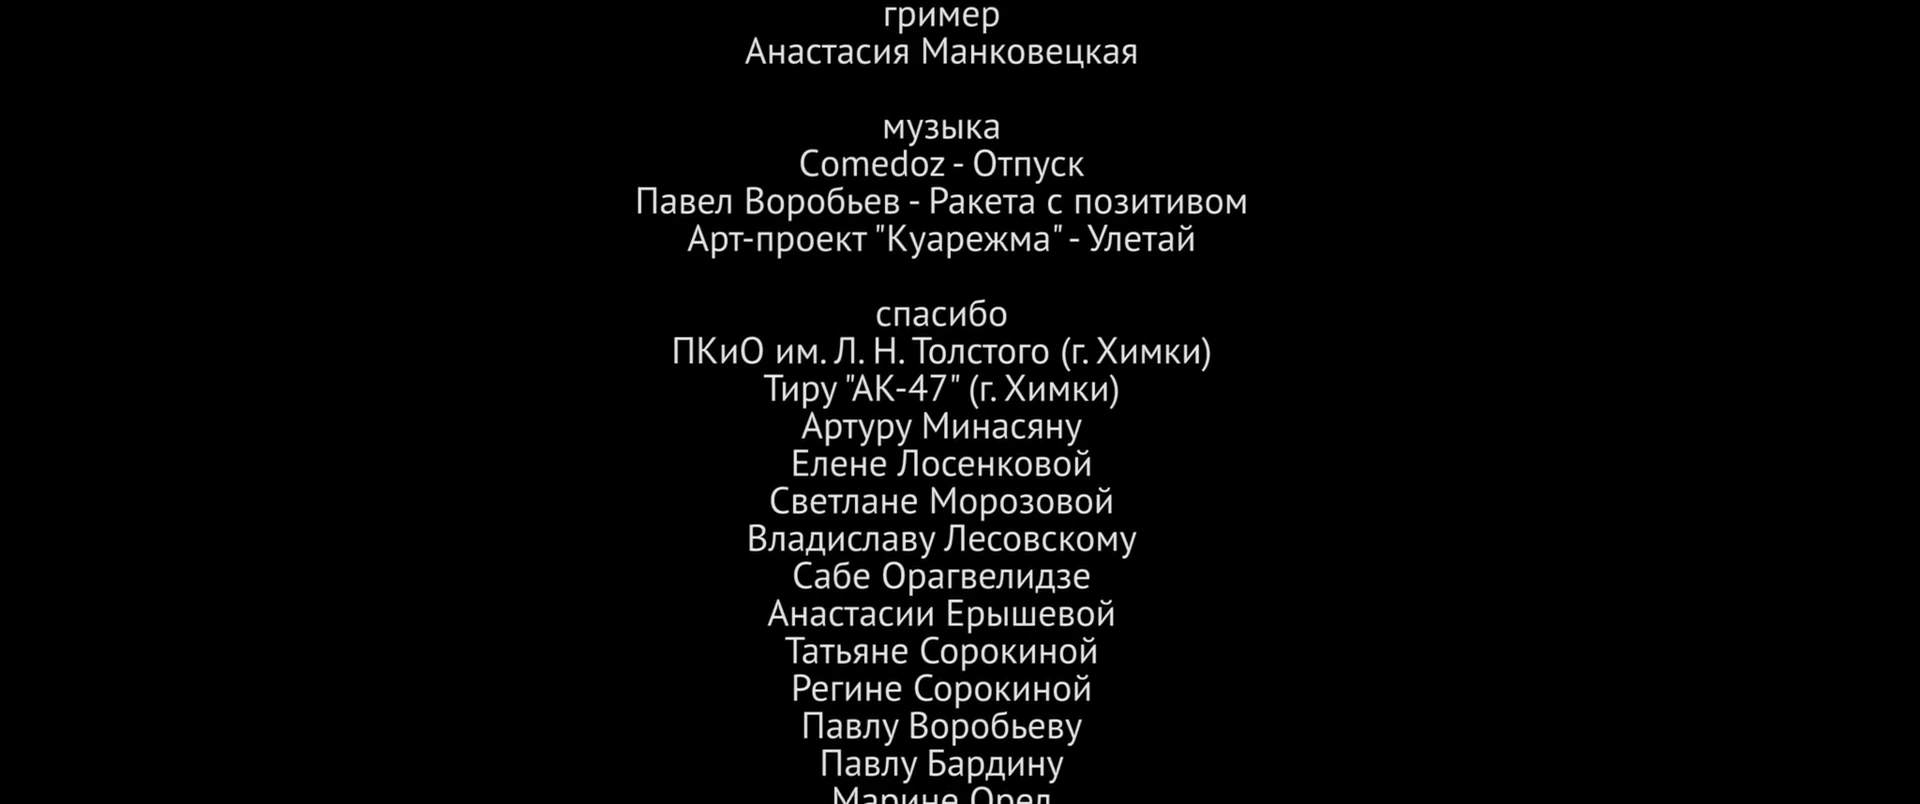 гример
Анастасия Манковецкая
музыка
Comedoz - Отпуск
Павел Воробьев - Ракета с позитивом
Арт-проект "Куарежма" - Улетай
спасибо
ПКиО им. Л. Н. Толстого (г. Химки)
Тиру "АК-47" (г. Химки)
Артуру Минасяну
Елене Лосенковой
Светлане Морозовой
Владиславу Лесовскому
Сабе Орагвелидзе
Анастасии Ерышевой
Татьяне Сорокиной
Регине Сорокиной
Павлу Воробьеву
Павлу Бардину
Марине Орел